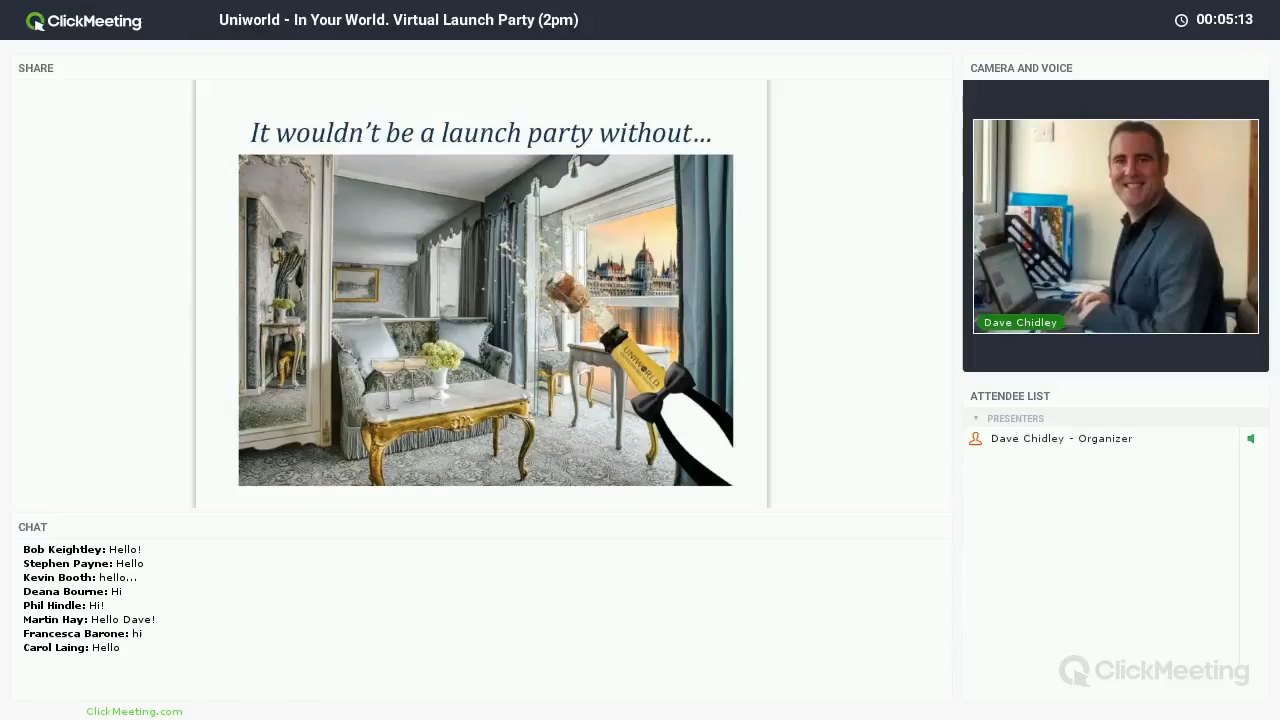 ClickMeeting
Uniworld - In Your World. Virtual Launch Party (2pm)
00:05:13
SHARE
It wouldn't be a launch party without...
UNIWORLD
CAMERA AND VOICE
Dave Chidley
ATTENDEE LIST
PRESENTERS
Dave Chidley - Organizer
CHAT
Bob Keightley: Hello!
Stephen Payne: Hello
Kevin Booth: hello...
Deana Bourne: Hi
Phil Hindle: Hi!
Martin Hay: Hello Dave!
Francesca Barone: hi
Carol Laing: Hello
ClickMeeting
ClickMeeting.com